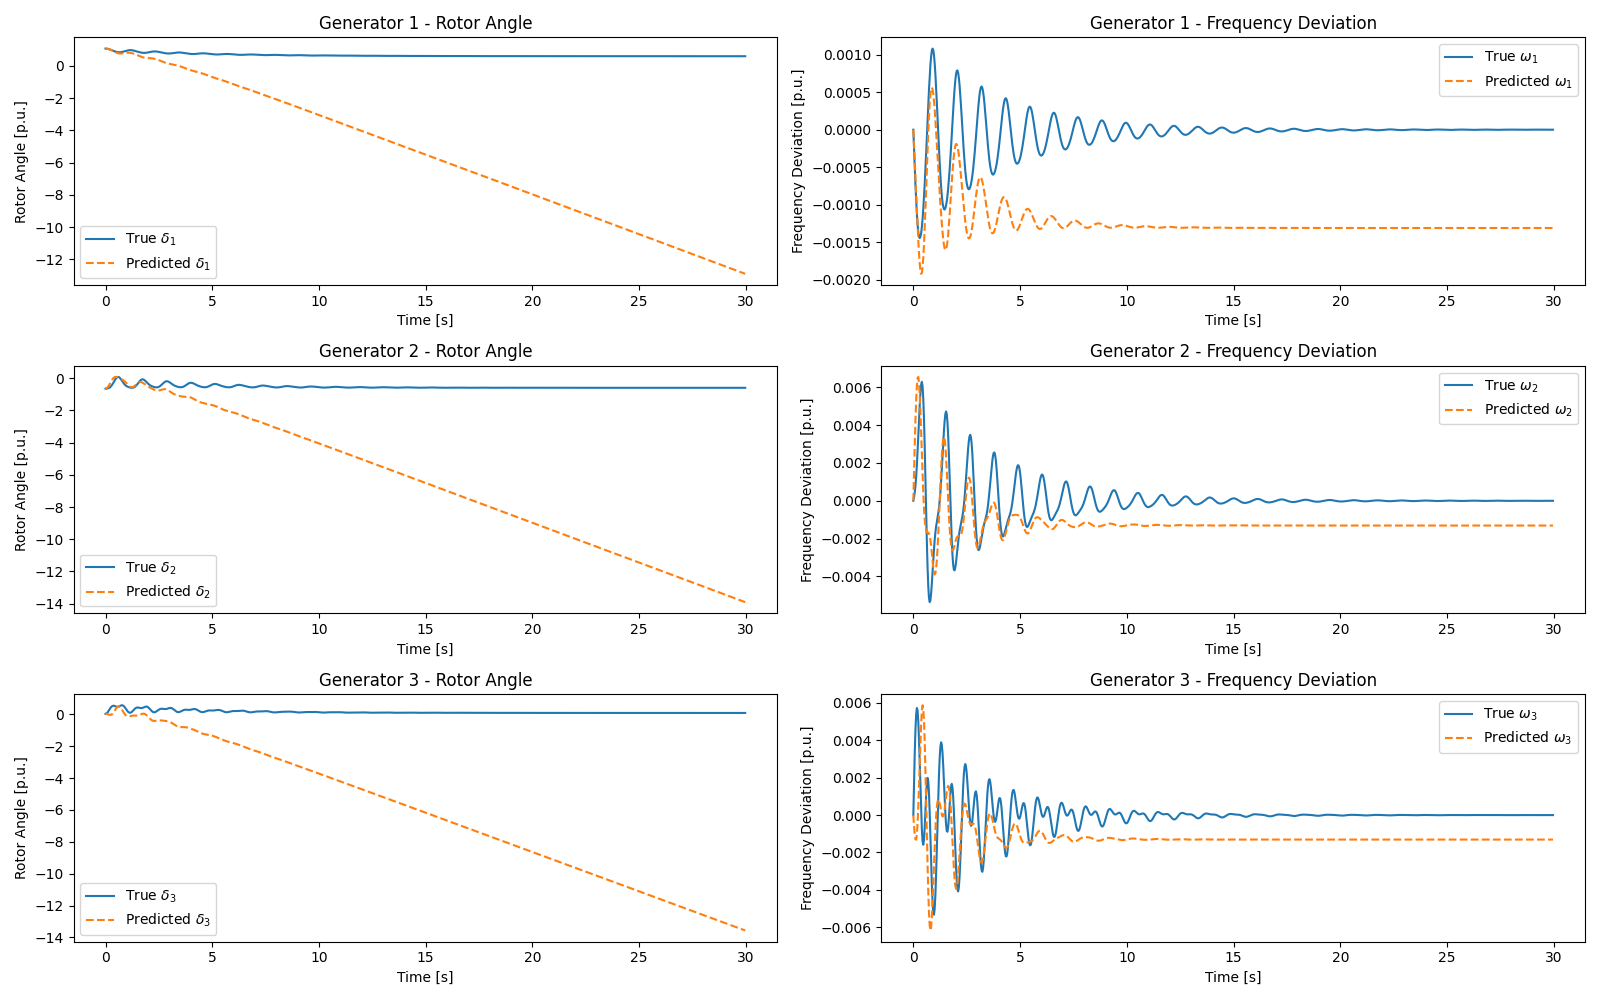 Generator 1 - Rotor Angle
Rotor Angle [p.u.]
0
−2
−4
−6
−8
−10
−12
True δ₁
Predicted δ₁
0 5 10 15 20 25 30
Time [s]
Generator 1 - Frequency Deviation
Frequency Deviation [p.u.]
0.0010
0.0005
0.0000
−0.0005
−0.0010
−0.0015
−0.0020
True ω₁
Predicted ω₁
0 5 10 15 20 25 30
Time [s]
Generator 2 - Rotor Angle
Rotor Angle [p.u.]
0
−2
−4
−6
−8
−10
−12
−14
True δ₂
Predicted δ₂
0 5 10 15 20 25 30
Time [s]
Generator 2 - Frequency Deviation
Frequency Deviation [p.u.]
0.006
0.004
0.002
0.000
−0.002
−0.004
True ω₂
Predicted ω₂
0 5 10 15 20 25 30
Time [s]
Generator 3 - Rotor Angle
Rotor Angle [p.u.]
0
−2
−4
−6
−8
−10
−12
−14
True δ₃
Predicted δ₃
0 5 10 15 20 25 30
Time [s]
Generator 3 - Frequency Deviation
Frequency Deviation [p.u.]
0.006
0.004
0.002
0.000
−0.002
−0.004
−0.006
True ω₃
Predicted ω₃
0 5 10 15 20 25 30
Time [s]